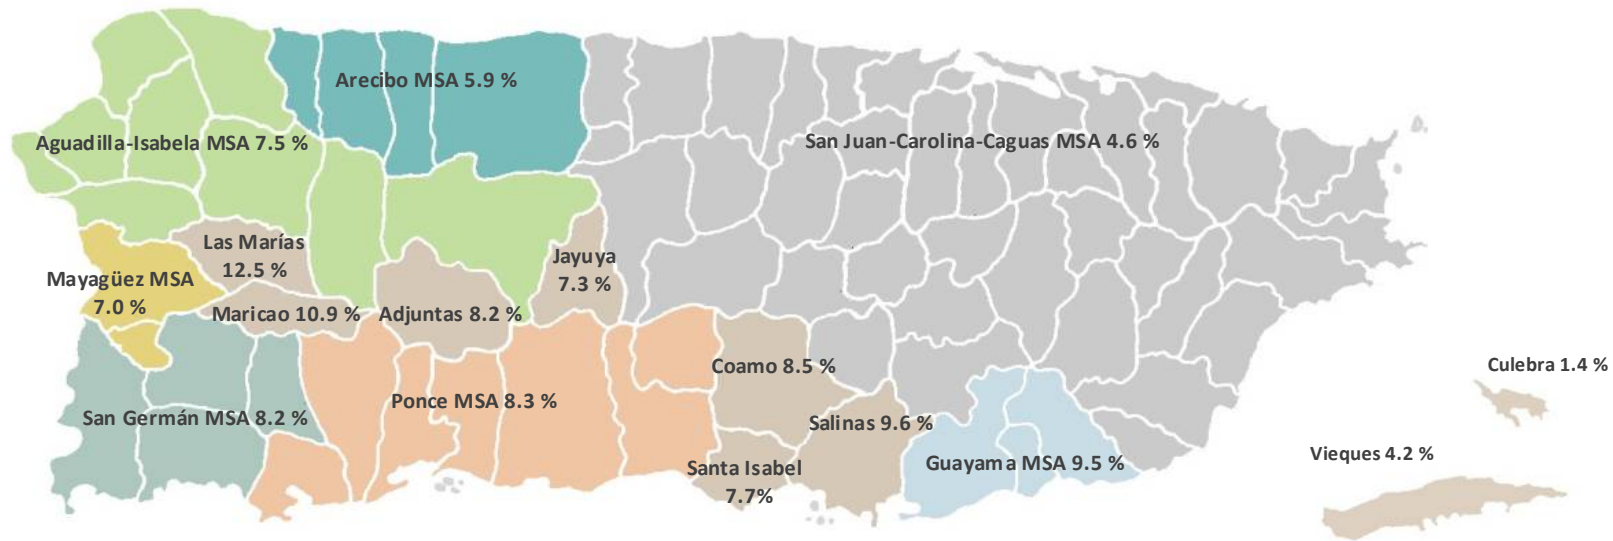 Arecibo MSA 5.9 %
Aguadilla-Isabela MSA 7.5 %
San Juan-Carolina-Caguas MSA 4.6 %
Las Marías
12.5 %
Jayuya
7.3 %
Mayagüez MSA
7.0 %
Maricao 10.9 %
Adjuntas 8.2 %
Coamo 8.5 %
Culebra 1.4 %
Ponce MSA 8.3 %
San Germán MSA 8.2 %
Salinas 9.6 %
Vieques 4.2 %
Guayama MSA 9.5 %
Santa Isabel
7.7%